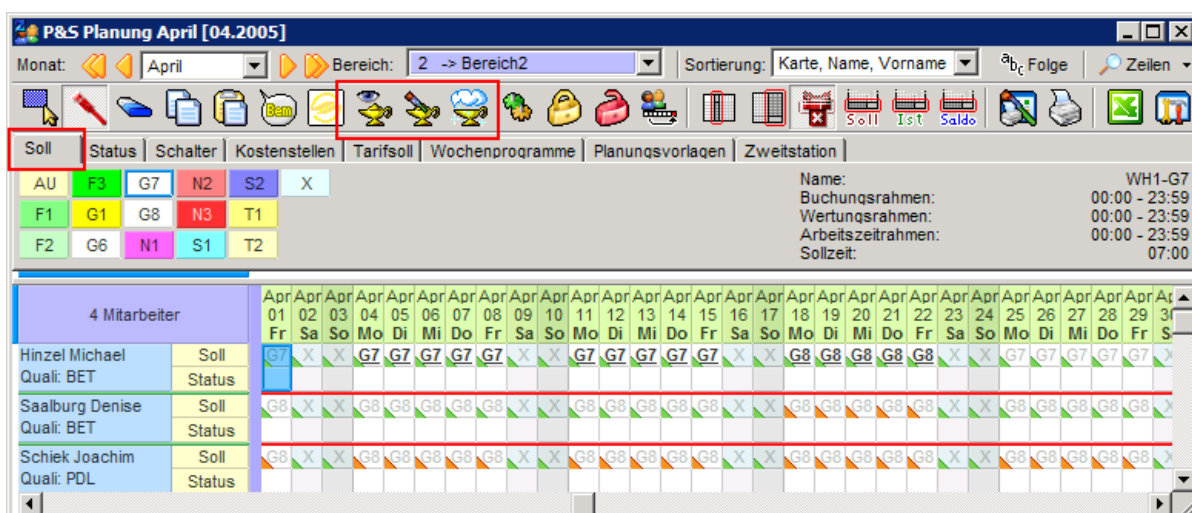 P&S Planung April [04.2005]
Monat: April Bereich: 2 -> Bereich2 Sortierung: Karte, Name, Vorname abc Folge Zeilen
Bem Soll Ist Saldo
Soll Status Schalter Kostenstellen Tarifsoll Wochenprogramme Planungsvorlagen Zweitstation
AU F3 G7 N2 S2 X Name: WH1-G7
Buchungsrahmen: 00:00 - 23:59
F1 G1 G8 N3 T1 Wertungsrahmen: 00:00 - 23:59
Arbeitszeitrahmen: 00:00 - 23:59
F2 G6 N1 S1 T2 Sollzeit: 07:00
Apr Apr Apr Apr Apr Apr Apr Apr Apr Apr Apr Apr Apr Apr Apr Apr Apr Apr Apr Apr Apr Apr Apr Apr Apr Apr Apr Apr Apr
4 Mitarbeiter 01 02 03 04 05 06 07 08 09 10 11 12 13 14 15 16 17 18 19 20 21 22 23 24 25 26 27 28 29
Fr Sa So Mo Di Mi Do Fr Sa So Mo Di Mi Do Fr Sa So Mo Di Mi Do Fr Sa So Mo Di Mi Do Fr
Hinzel Michael Soll G7 X X G7 G7 G7 G7 G7 X X G7 G7 G7 G7 G7 X X G8 G8 G8 G8 G8 X X G7 G7 G7 G7 G7
Quali: BET Status
Saalburg Denise Soll G8 X X G8 G8 G8 G8 G8 X X G8 G8 G8 G8 G8 X X G8 G8 G8 G8 G8 X X G8 G8 G8 G8 G8
Quali: BET Status
Schiek Joachim Soll G8 X X G8 G8 G8 G8 G8 X X G8 G8 G8 G8 G8 X X G8 G8 G8 G8 G8 X X G8 G8 G8 G8 G8
Quali: PDL Status